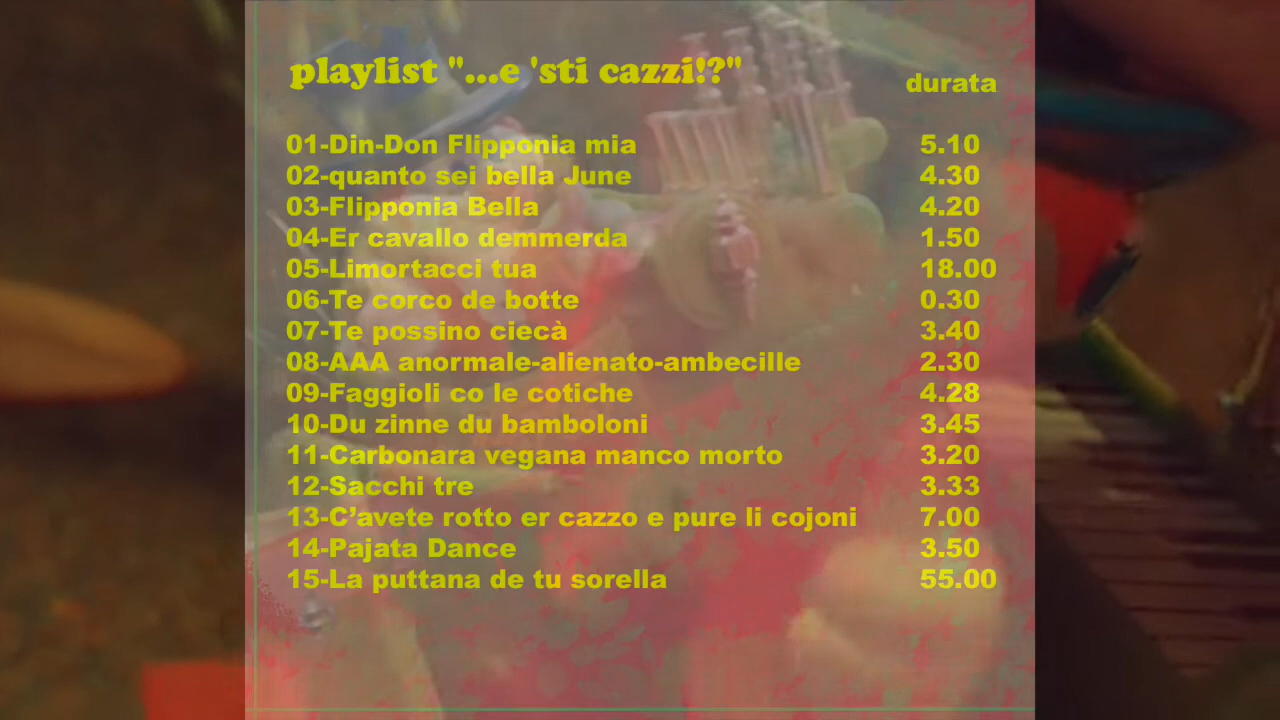 playlist "...e 'sti cazzi!?" durata
01-Din-Don Flipponia mia 5.10
02-quanto sei bella June 4.30
03-Flipponia Bella 4.20
04-Er cavallo demmerda 1.50
05-Limortacci tua 18.00
06-Te corco de botte 0.30
07-Te possino ciecà 3.40
08-AAA anormale-alienato-ambecille 2.30
09-Faggioli co le cotiche 4.28
10-Du zinne du bamboloni 3.45
11-Carbonara vegana manco morto 3.20
12-Sacchi tre 3.33
13-C’avete rotto er cazzo e pure li cojoni 7.00
14-Pajata Dance 3.50
15-La puttana de tu sorella 55.00